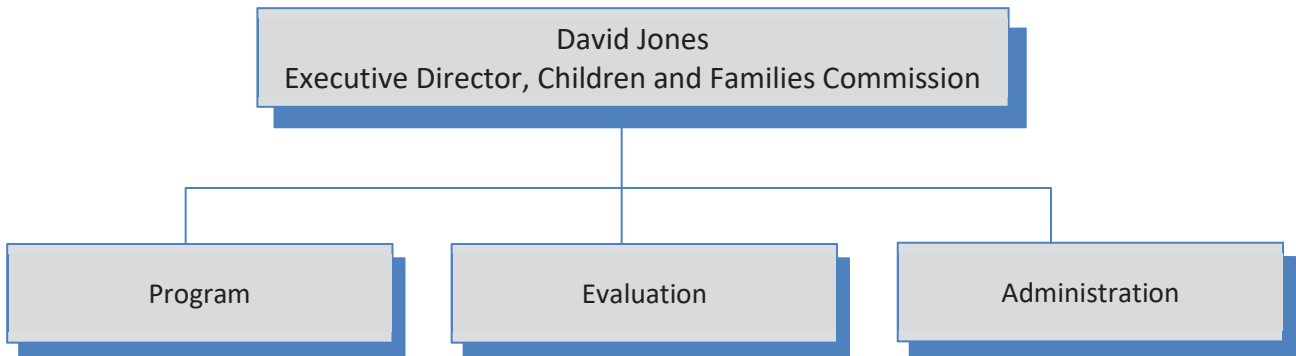 David Jones
Executive Director, Children and Families Commission
Program
Evaluation
Administration